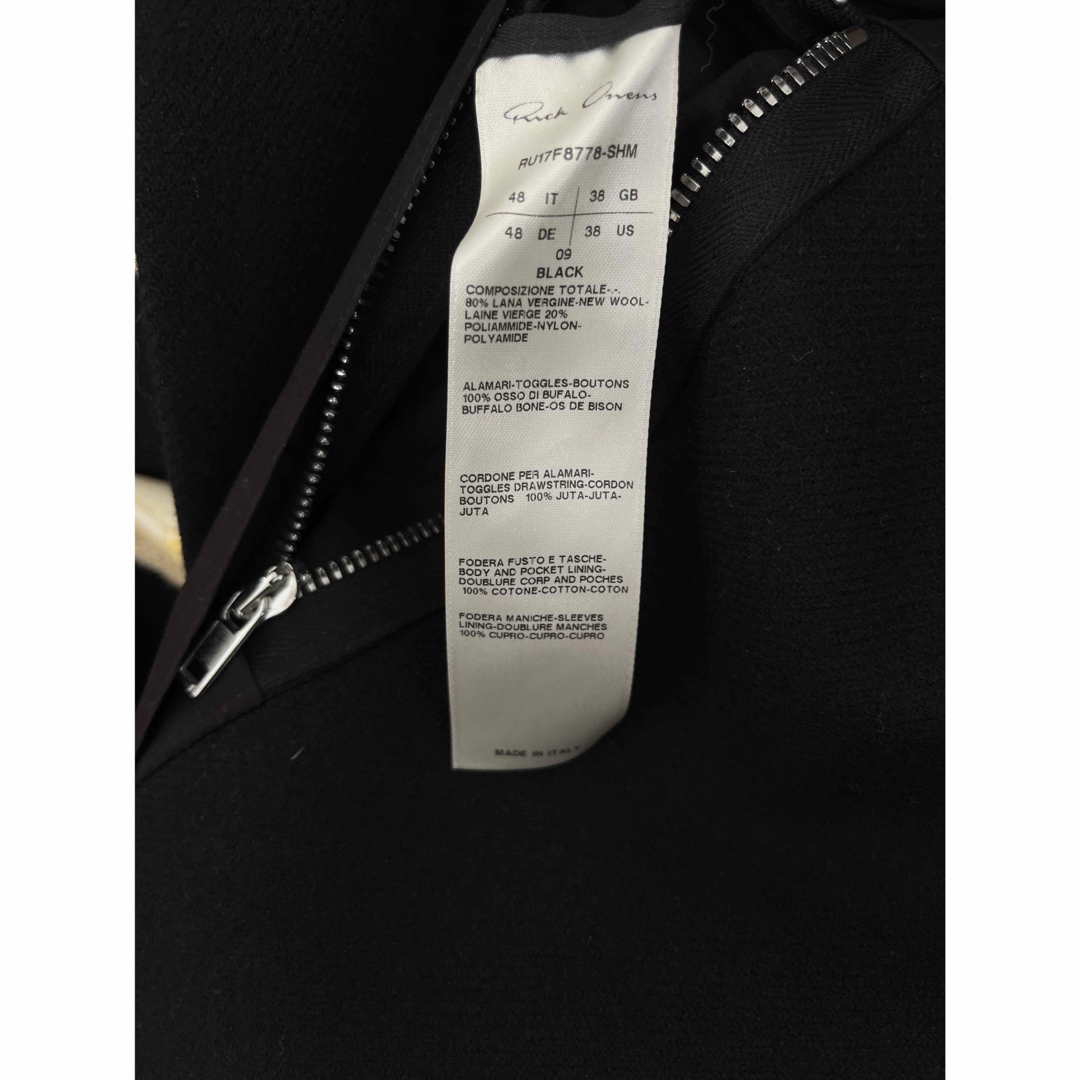 Rick Owens
RU17F8778-SHM
48 IT 38 GB
48 DE 38 US
09
BLACK
COMPOSIZIONE TOTALE-.-.
80% LANA VERGINE-NEW WOOL-
LAINE VIERGE 20%
POLIAMMIDE-NYLON-
POLYAMIDE
ALAMARI-TOGGLES-BOUTONS
100% OSSO DI BUFALO-
BUFFALO BONE-OS DE BISON
CORDONE PER ALAMARI-
TOGGLES DRAWSTRING-CORDON
BOUTONS 100% JUTA-JUTA-
JUTA
FODERA FUSTO E TASCHE-
BODY AND POCKET LINING-
DOUBLURE CORP AND POCHES
100% COTONE-COTTON-COTON
FODERA MANICHE-SLEEVES
LINING-DOUBLURE MANCHES
100% CUPRO-CUPRO-CUPRO
MADE IN ITALY